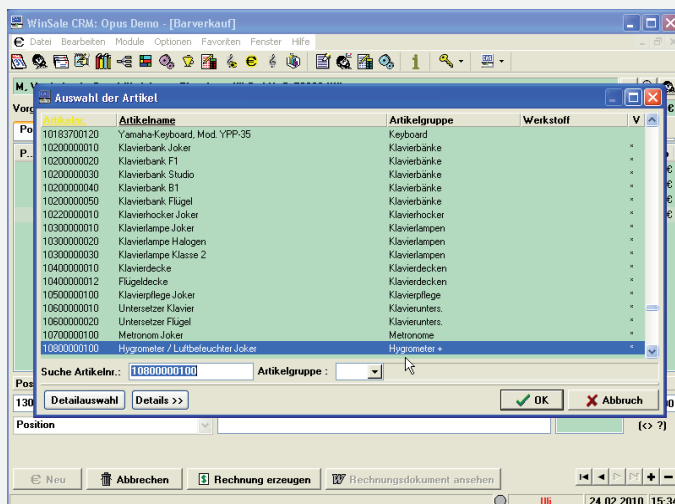 WinSale CRM: Opus Demo - [Barverkauf]
Datei Bearbeiten Module Optionen Favoriten Fenster Hilfe
Auswahl der Artikel
Artikelnr. Artikelname Artikelgruppe Werkstoff V
10183700120 Yamaha-Keyboard, Mod. YPP-35 Keyboard
10200000010 Klavierbank Joker Klavierbänke *
10200000020 Klavierbank F1 Klavierbänke *
10200000030 Klavierbank Studio Klavierbänke *
10200000040 Klavierbank B1 Klavierbänke *
10200000050 Klavierbank Flügel Klavierbänke *
10220000010 Klavierhocker Joker Klavierhocker *
10300000010 Klavierlampe Joker Klavierlampen *
10300000020 Klavierlampe Halogen Klavierlampen *
10300000030 Klavierlampe Klasse 2 Klavierlampen *
10400000010 Klavierdecke Klavierdecken *
10400000012 Flügeldecke Klavierdecken *
10500000100 Klavierpflege Joker Klavierpflege *
10600000010 Untersetzer Klavier Klavierunters. *
10600000020 Untersetzer Flügel Klavierunters. *
10700000100 Metronom Joker Metronome *
10800000100 Hygrometer / Luftbefeuchter Joker Hygrometer + *
Suche Artikelnr.: 10800000100 Artikelgruppe :
Detailauswahl Details >> OK Abbruch
Position (<> ?)
€ Neu Abbrechen Rechnung erzeugen Rechnungsdokument ansehen
Ulli 24.02.2010 15:34